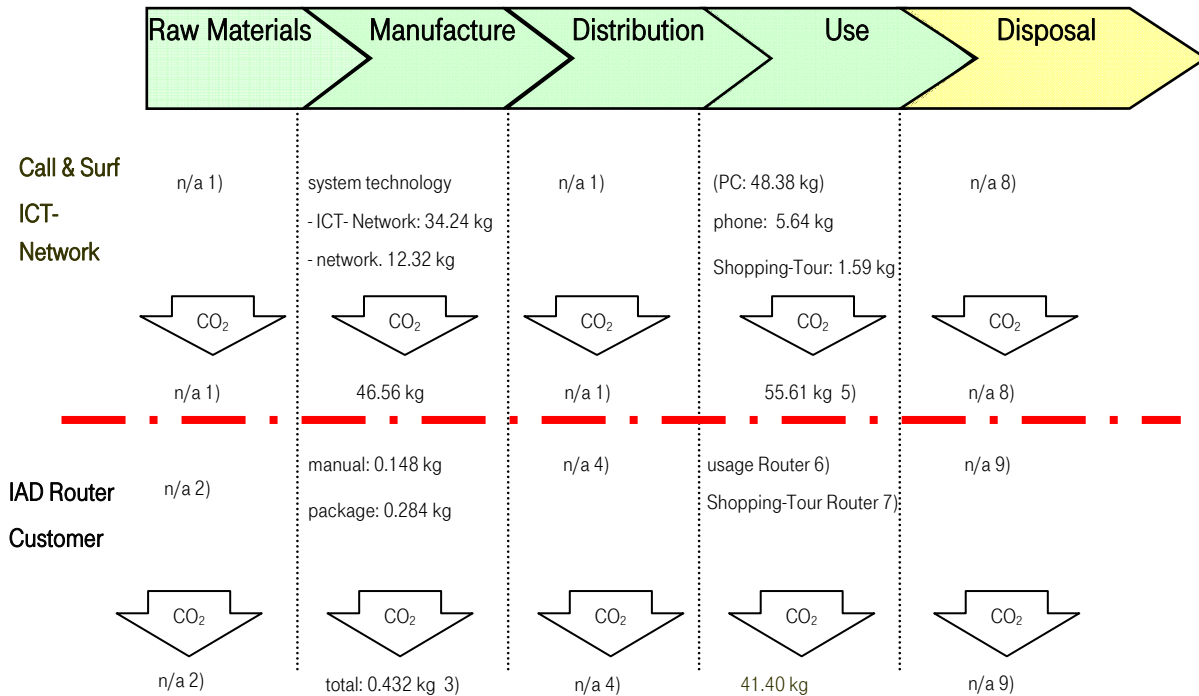 Raw Materials Manufacture Distribution Use Disposal
Call & Surf
ICT-
Network
n/a 1)
system technology
- ICT- Network: 34.24 kg
- network. 12.32 kg
n/a 1)
(PC: 48.38 kg)
phone: 5.64 kg
Shopping-Tour: 1.59 kg
n/a 8)
CO₂ CO₂ CO₂ CO₂ CO₂
n/a 1) 46.56 kg n/a 1) 55.61 kg 5) n/a 8)
IAD Router
Customer
n/a 2)
manual: 0.148 kg
package: 0.284 kg
n/a 4)
usage Router 6)
Shopping-Tour Router 7)
n/a 9)
CO₂ CO₂ CO₂ CO₂ CO₂
n/a 2) total: 0.432 kg 3) n/a 4) 41.40 kg n/a 9)